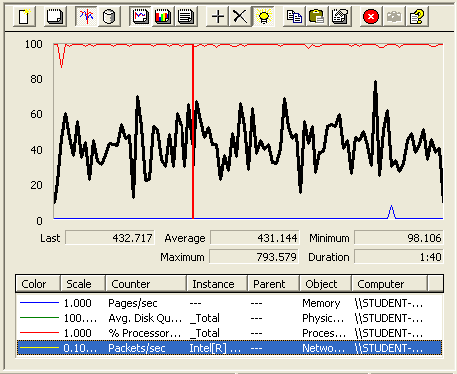 100
80
60
40
20
0
Last 432.717 Average 431.144 Minimum 98.106
Maximum 793.579 Duration 1:40
Color Scale Counter Instance Parent Object Computer
1.000 Pages/sec --- --- Memory \\STUDENT-...
100.... Avg. Disk Qu... _Total --- Physic... \\STUDENT-...
1.000 % Processor... _Total --- Proces... \\STUDENT-...
0.10... Packets/sec Intel[R] ... --- Netwo... \\STUDENT-...